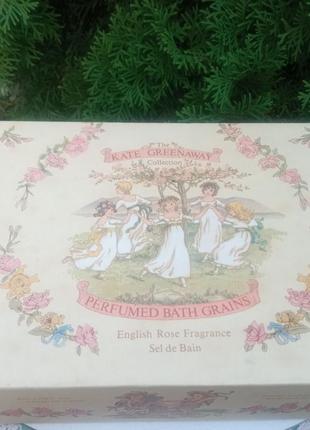 The
KATE GREENAWAY
Collection
PERFUMED BATH GRAINS
English Rose Fragrance
Sel de Bain